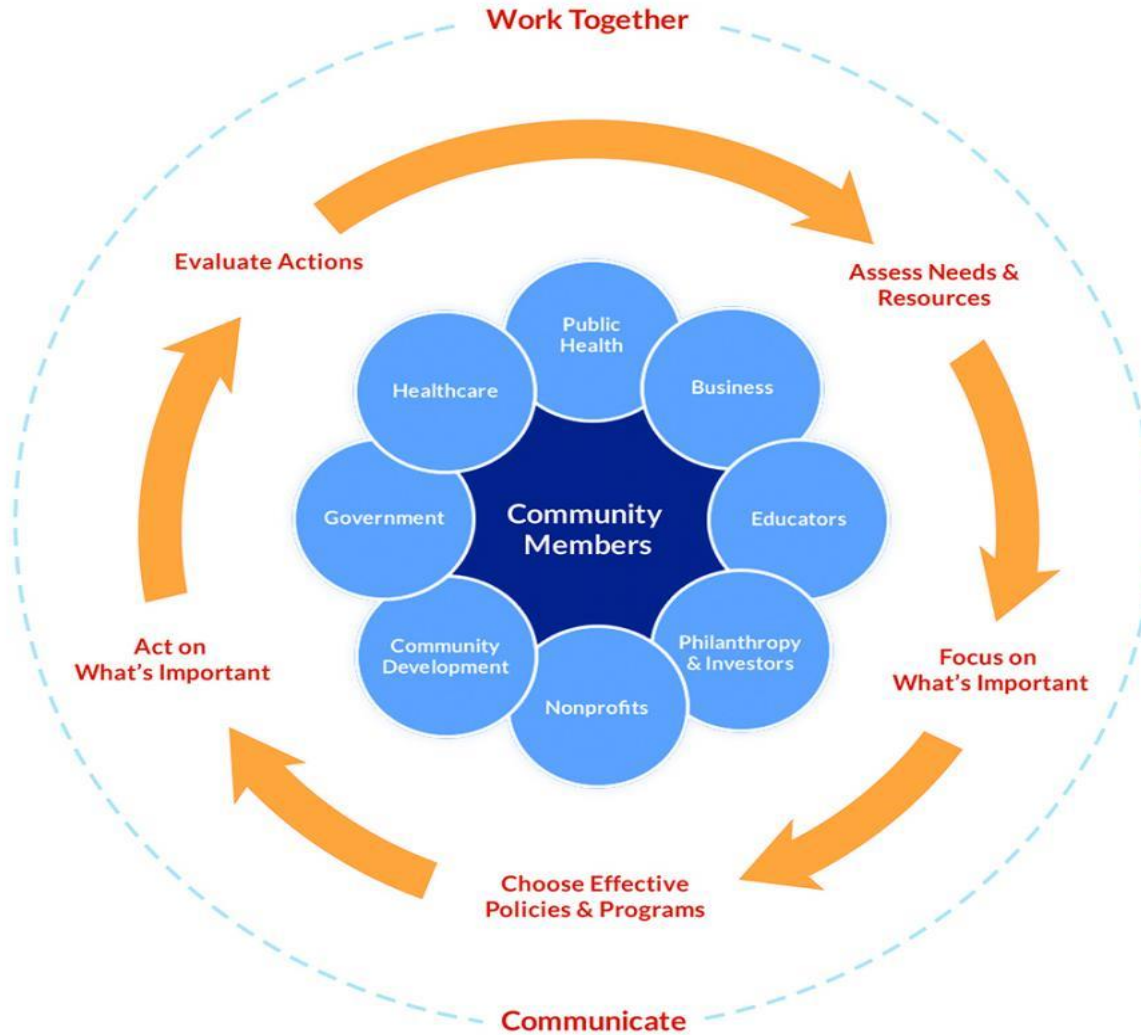 Work Together
Evaluate Actions
Assess Needs &
Resources
Public
Health
Healthcare
Business
Government
Community
Members
Educators
Community
Development
Philanthropy
& Investors
Nonprofits
Act on
What's Important
Focus on
What's Important
Choose Effective
Policies & Programs
Communicate